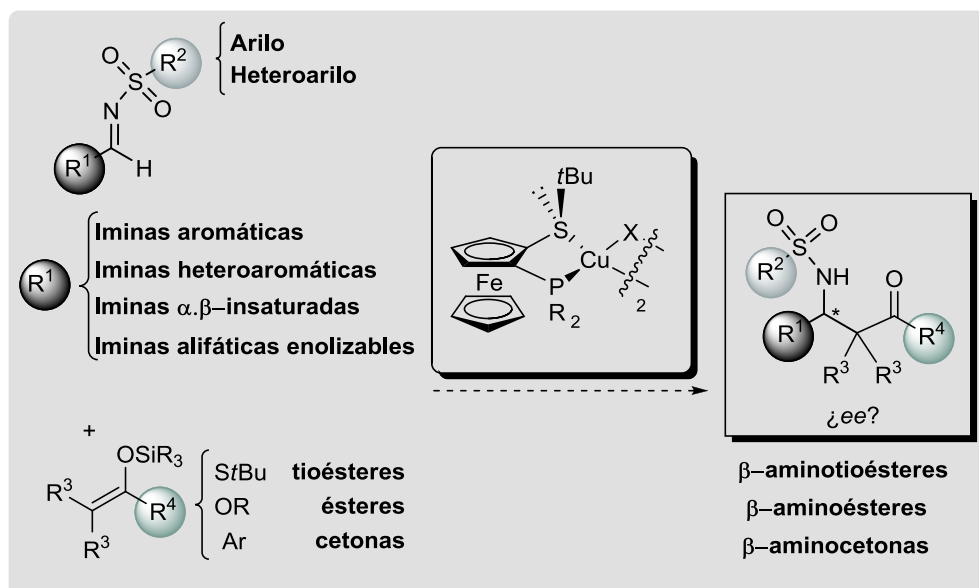 O
O
S
R²
N
R¹
H
Arilo
Heteroarilo
R¹
Iminas aromáticas
Iminas heteroaromáticas
Iminas α.β–insaturadas
Iminas alifáticas enolizables
+
OSiR₃
R³
R³
R⁴
StBu tioésteres
OR ésteres
Ar cetonas
tBu
S
X
Cu
Fe
P
R 2
2
O
O
S
R²
NH
O
R¹
*
R⁴
R³
R³
¿ee?
β–aminotioésteres
β–aminoésteres
β–aminocetonas